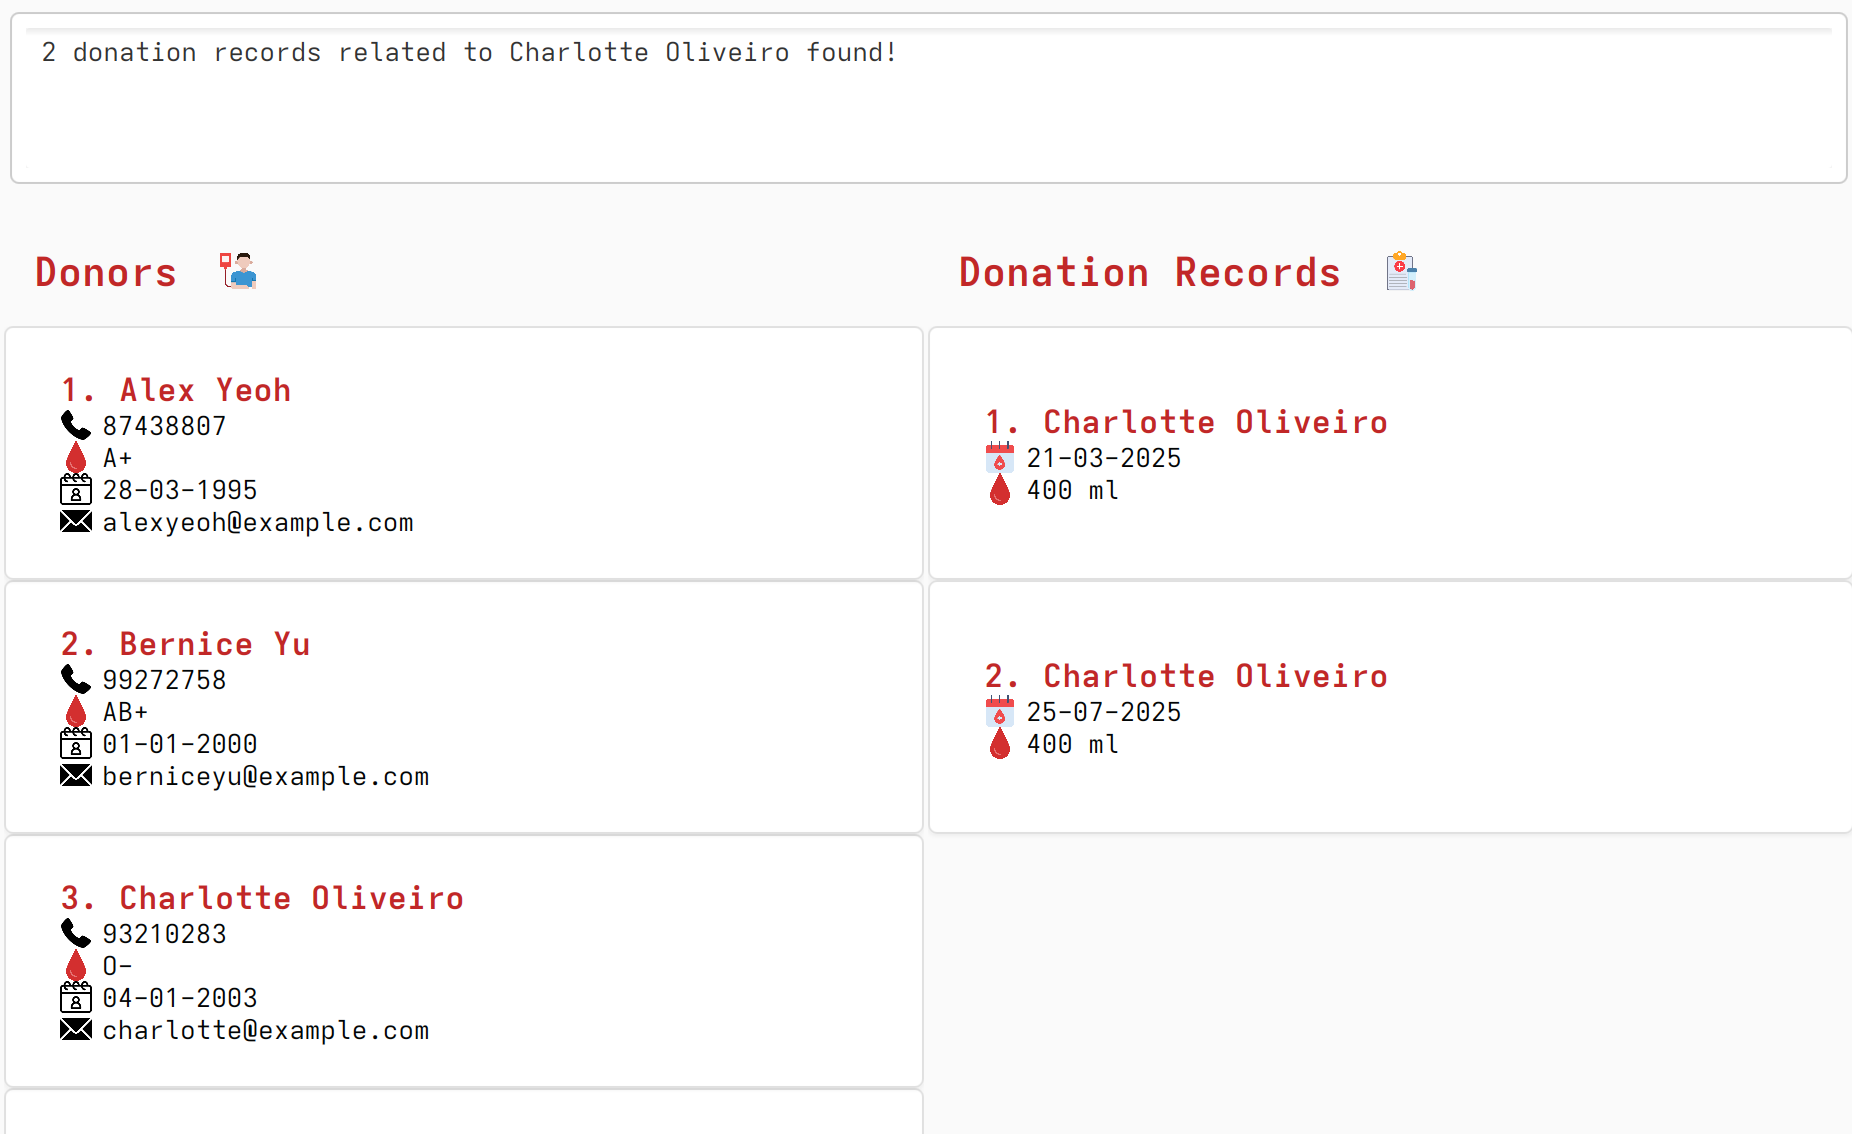 2 donation records related to Charlotte Oliveiro found!
Donors
1. Alex Yeoh
87438807
A+
28-03-1995
alexyeoh@example.com
2. Bernice Yu
99272758
AB+
01-01-2000
berniceyu@example.com
3. Charlotte Oliveiro
93210283
O-
04-01-2003
charlotte@example.com
Donation Records
1. Charlotte Oliveiro
21-03-2025
400 ml
2. Charlotte Oliveiro
25-07-2025
400 ml